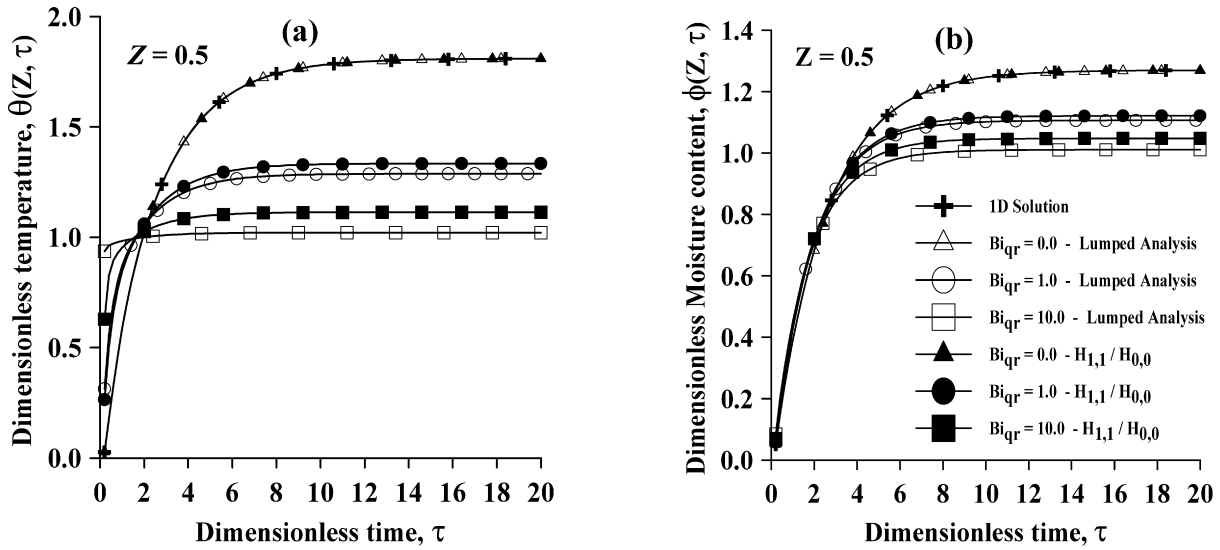 (a)
Z = 0.5
Dimensionless temperature, θ(Z, τ)
2.0
1.5
1.0
0.5
0.0
0 2 4 6 8 10 12 14 16 18 20
Dimensionless time, τ
(b)
Z = 0.5
Dimensionless Moisture content, ϕ(Z, τ)
1.4
1.2
1.0
0.8
0.6
0.4
0.2
0.0
1D Solution
Biqr = 0.0 - Lumped Analysis
Biqr = 1.0 - Lumped Analysis
Biqr = 10.0 - Lumped Analysis
Biqr = 0.0 - H1,1 / H0,0
Biqr = 1.0 - H1,1 / H0,0
Biqr = 10.0 - H1,1 / H0,0
0 2 4 6 8 10 12 14 16 18 20
Dimensionless time, τ